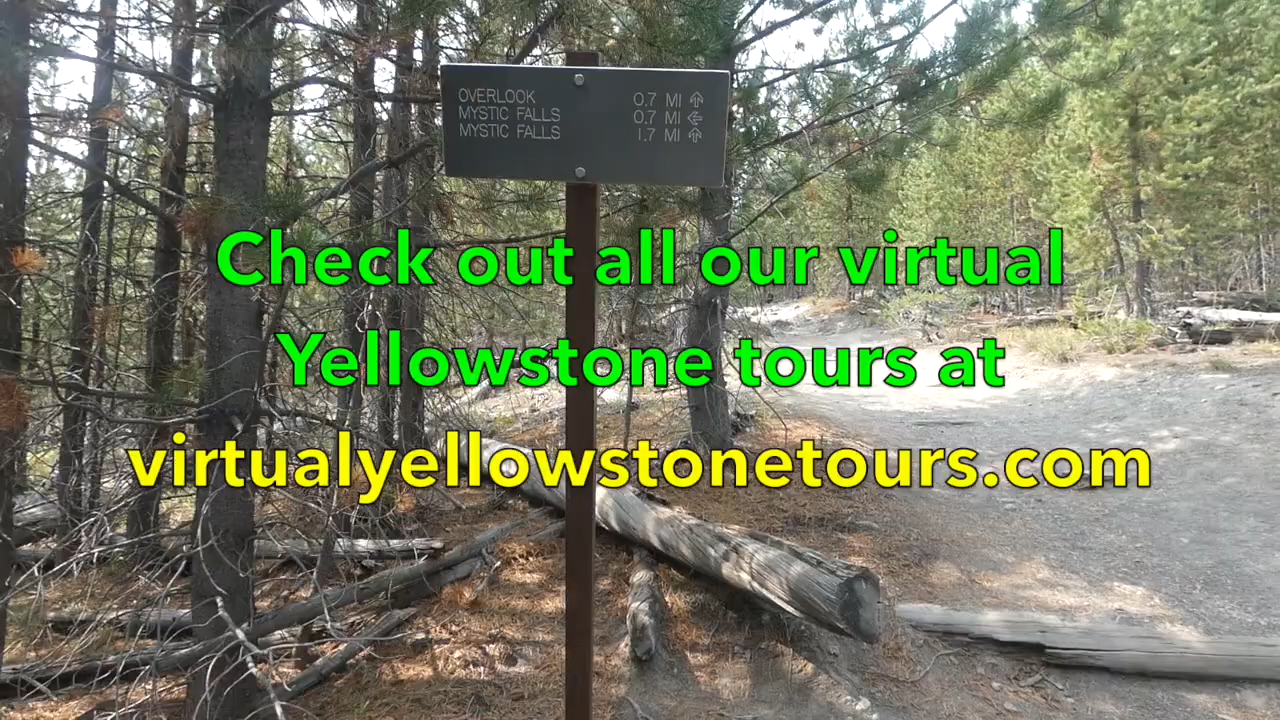 OVERLOOK 0.7 MI ↑
MYSTIC FALLS 0.7 MI ←
MYSTIC FALLS 1.7 MI ↑
Check out all our virtual
Yellowstone tours at
virtualyellowstonetours.com